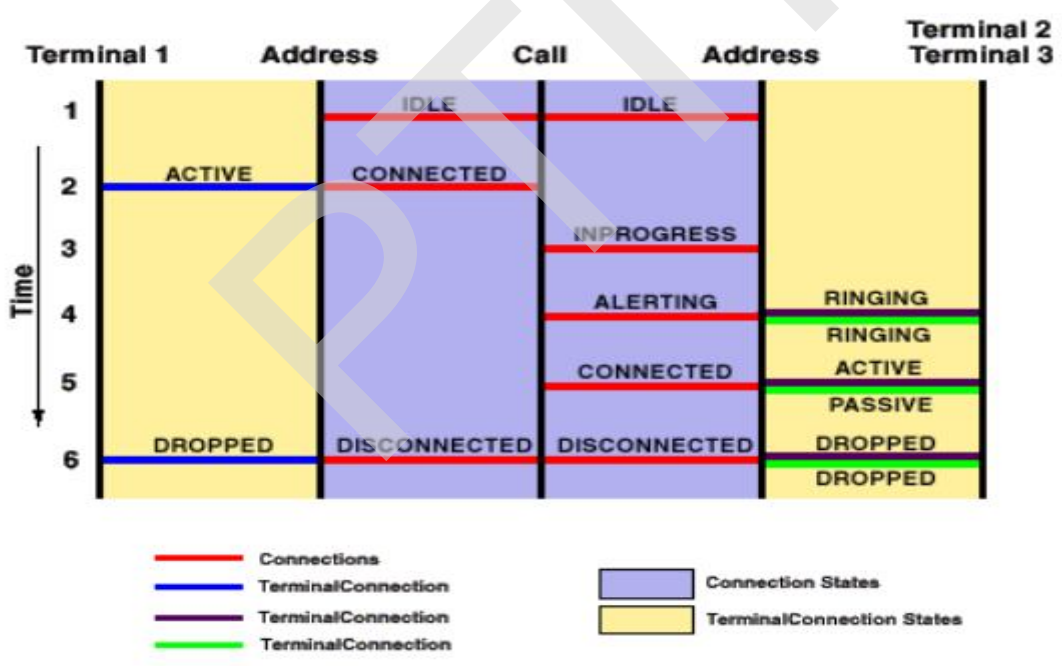 Terminal 2
Terminal 1 Address Call Address Terminal 3
1 IDLE IDLE
2 ACTIVE CONNECTED
3 INPROGRESS
4 ALERTING RINGING
RINGING
5 CONNECTED ACTIVE
PASSIVE
6 DROPPED DISCONNECTED DISCONNECTED DROPPED
DROPPED
Time
Connections
TerminalConnection
TerminalConnection
TerminalConnection
Connection States
TerminalConnection States